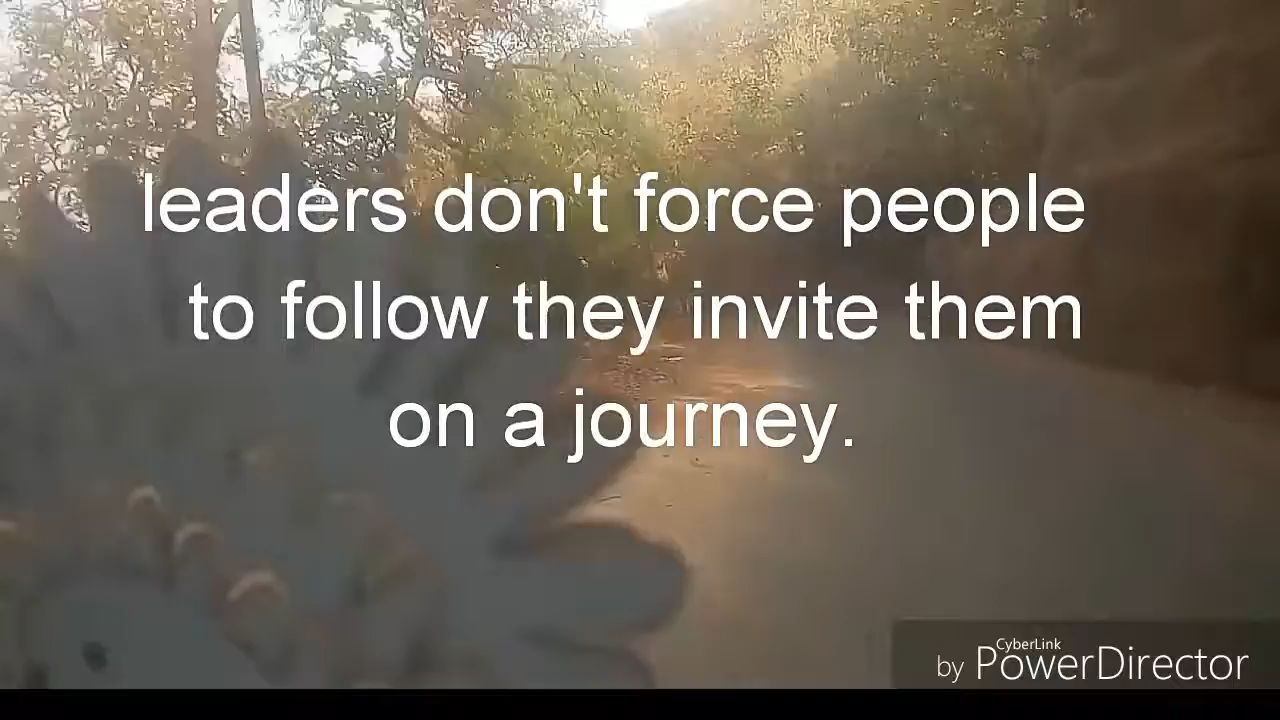 leaders don't force people
to follow they invite them
on a journey.
by CyberLink PowerDirector